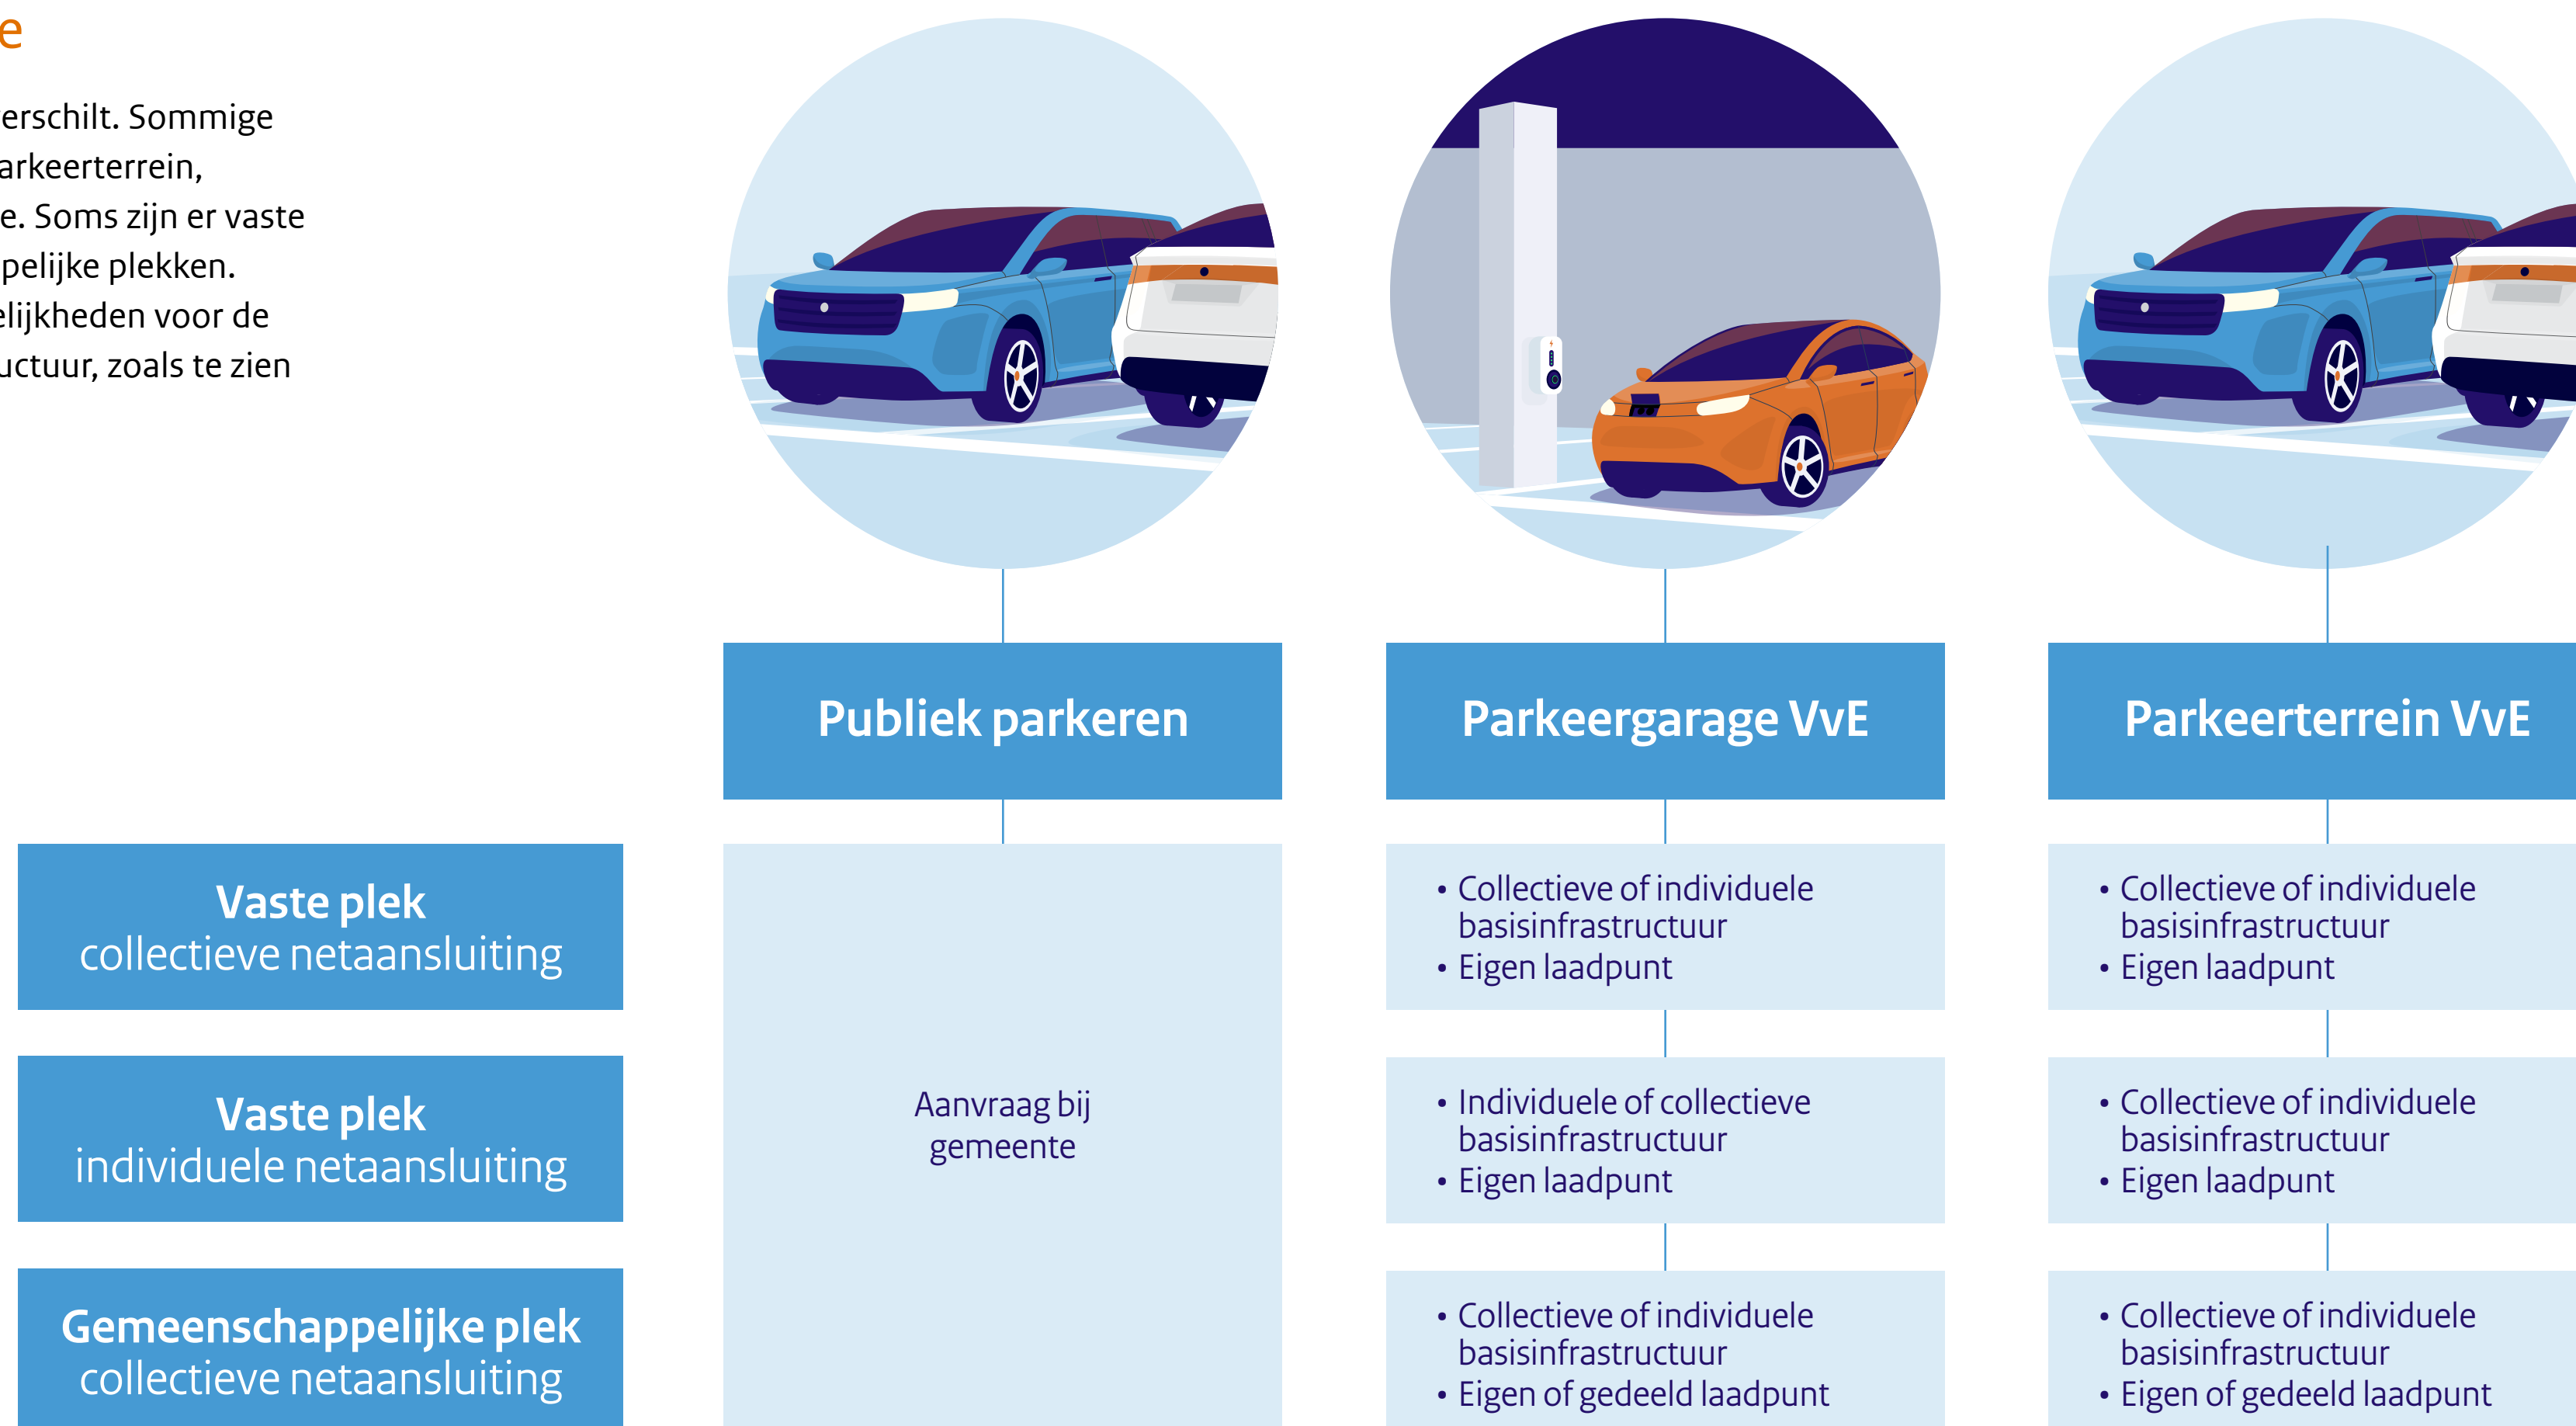 e
erschilt. Sommige
arkeerterrein,
e. Soms zijn er vaste
pelijke plekken.
elijkheden voor de
uctuur, zoals te zien
Publiek parkeren
Parkeergarage VvE
Parkeerterrein VvE
Vaste plek
collectieve netaansluiting
Vaste plek
individuele netaansluiting
Gemeenschappelijke plek
collectieve netaansluiting
Aanvraag bij
gemeente
• Collectieve of individuele
basisinfrastructuur
• Eigen laadpunt
• Individuele of collectieve
basisinfrastructuur
• Eigen laadpunt
• Collectieve of individuele
basisinfrastructuur
• Eigen of gedeeld laadpunt
• Collectieve of individuele
basisinfrastructuur
• Eigen laadpunt
• Collectieve of individuele
basisinfrastructuur
• Eigen laadpunt
• Collectieve of individuele
basisinfrastructuur
• Eigen of gedeeld laadpunt